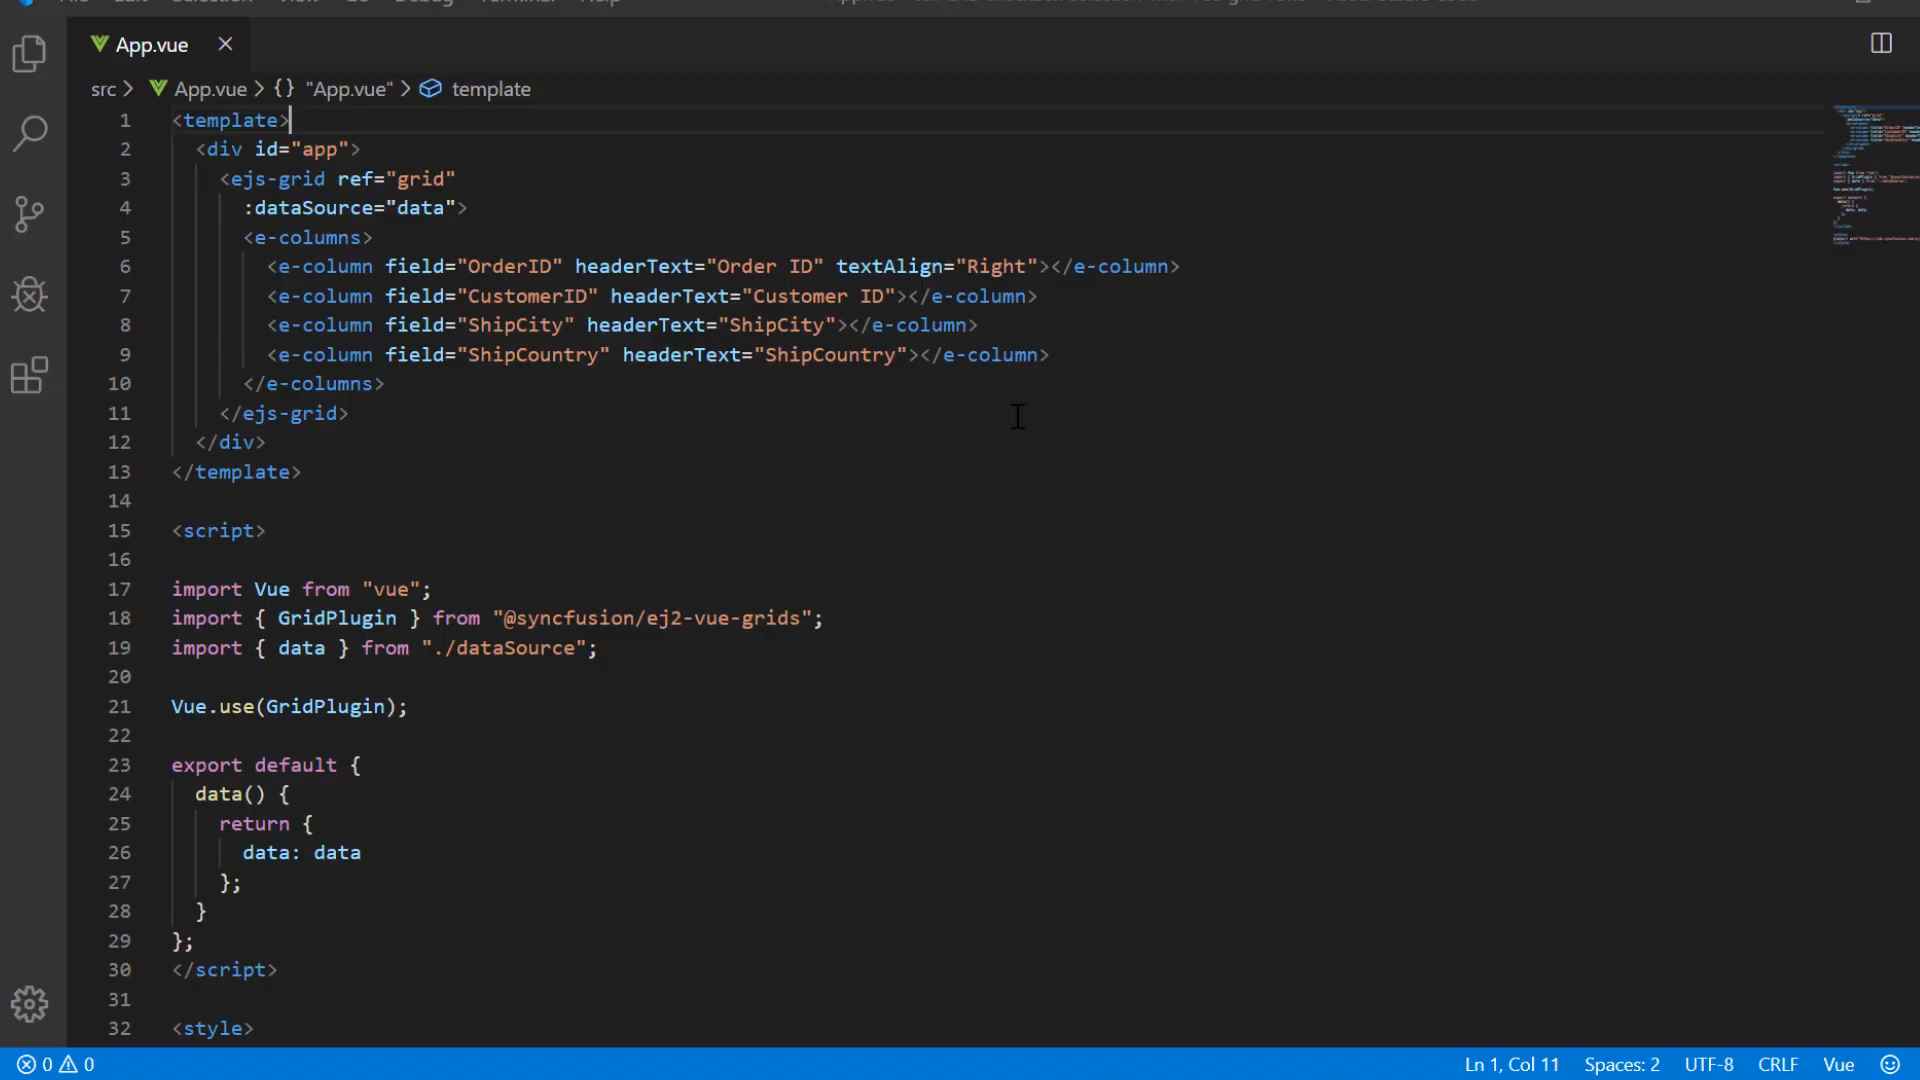 App.vue
src > App.vue > {} "App.vue" > template
1 <template>
2 <div id="app">
3 <ejs-grid ref="grid"
4 :dataSource="data">
5 <e-columns>
6 <e-column field="OrderID" headerText="Order ID" textAlign="Right"></e-column>
7 <e-column field="CustomerID" headerText="Customer ID"></e-column>
8 <e-column field="ShipCity" headerText="ShipCity"></e-column>
9 <e-column field="ShipCountry" headerText="ShipCountry"></e-column>
10 </e-columns>
11 </ejs-grid>
12 </div>
13 </template>
14
15 <script>
16
17 import Vue from "vue";
18 import { GridPlugin } from "@syncfusion/ej2-vue-grids";
19 import { data } from "./dataSource";
20
21 Vue.use(GridPlugin);
22
23 export default {
24 data() {
25 return {
26 data: data
27 };
28 }
29 };
30 </script>
31
32 <style>
0 0 Ln 1, Col 11 Spaces: 2 UTF-8 CRLF Vue